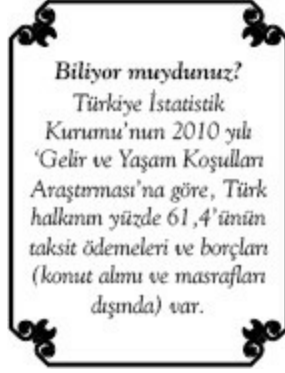 Biliyor muydunuz?
Türkiye İstatistik
Kurumu'nun 2010 yılı
'Gelir ve Yaşam Koşulları
Araştırması'na göre, Türk
halkının yüzde 61,4'ünün
taksit ödemeleri ve borçları
(konut alımı ve masrafları
dışında) var.